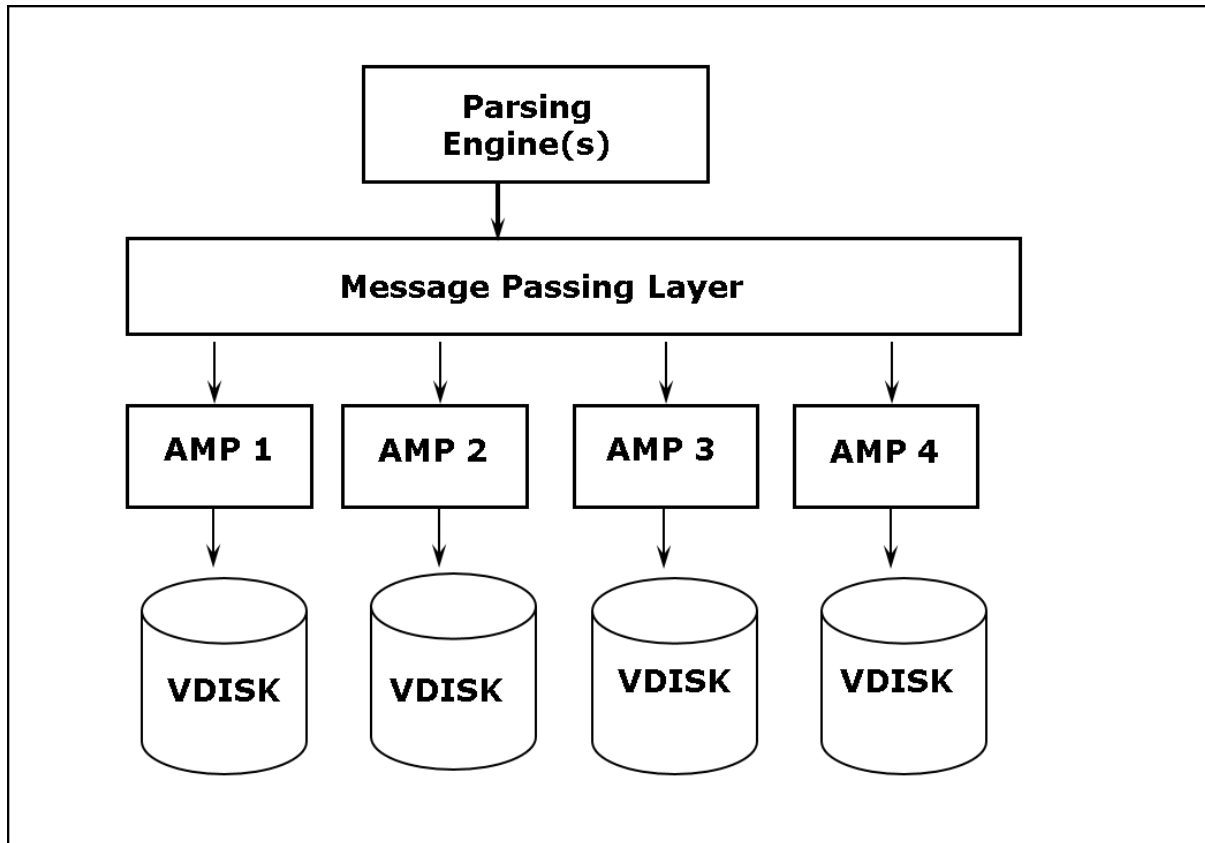 Parsing
Engine(s)
Message Passing Layer
AMP 1
AMP 2
AMP 3
AMP 4
VDISK
VDISK
VDISK
VDISK